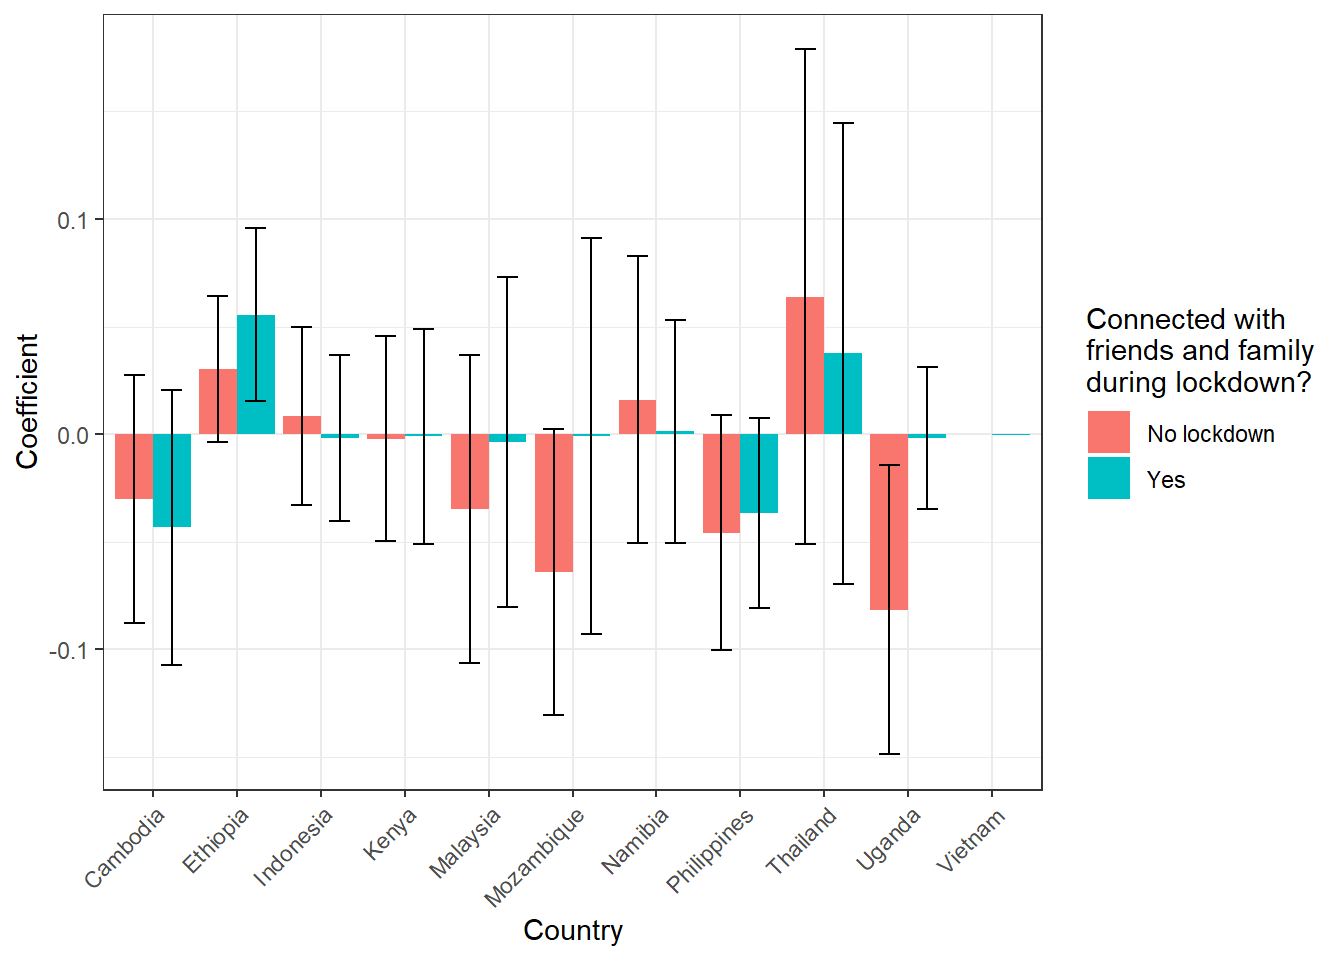 0.1
0.0
-0.1
Coefficient
Cambodia
Ethiopia
Indonesia
Kenya
Malaysia
Mozambique
Namibia
Philippines
Thailand
Uganda
Vietnam
Country
Connected with
friends and family
during lockdown?
No lockdown
Yes